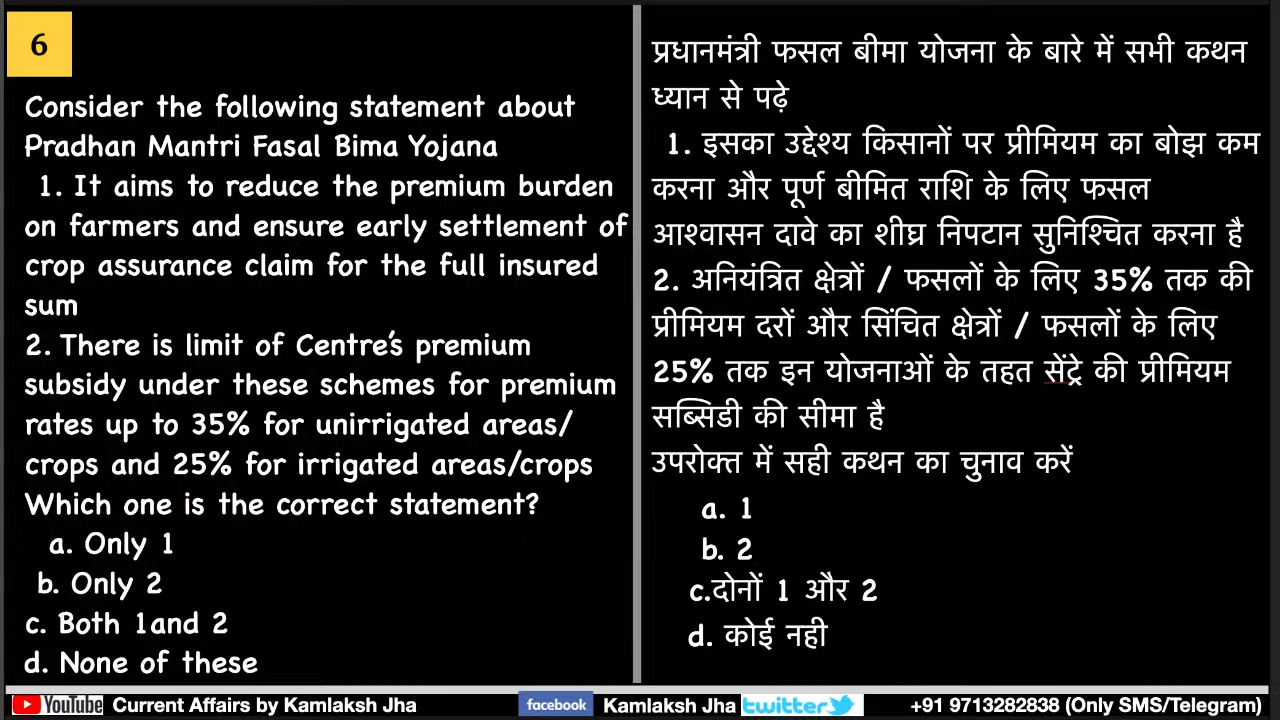 6
Consider the following statement about
Pradhan Mantri Fasal Bima Yojana
1. It aims to reduce the premium burden
on farmers and ensure early settlement of
crop assurance claim for the full insured
sum
2. There is limit of Centre's premium
subsidy under these schemes for premium
rates up to 35% for unirrigated areas/
crops and 25% for irrigated areas/crops
Which one is the correct statement?
a. Only 1
b. Only 2
c. Both 1and 2
d. None of these
प्रधानमंत्री फसल बीमा योजना के बारे में सभी कथन
ध्यान से पढ़े
1. इसका उद्देश्य किसानों पर प्रीमियम का बोझ कम
करना और पूर्ण बीमित राशि के लिए फसल
आश्वासन दावे का शीघ्र निपटान सुनिश्चित करना है
2. अनियंत्रित क्षेत्रों / फसलों के लिए 35% तक की
प्रीमियम दरों और सिंचित क्षेत्रों / फसलों के लिए
25% तक इन योजनाओं के तहत सेंट्रे की प्रीमियम
सब्सिडी की सीमा है
उपरोक्त में सही कथन का चुनाव करें
a. 1
b. 2
c.दोनों 1 और 2
d. कोई नही
YouTube Current Affairs by Kamlaksh Jha facebook Kamlaksh Jha twitter +91 9713282838 (Only SMS/Telegram)